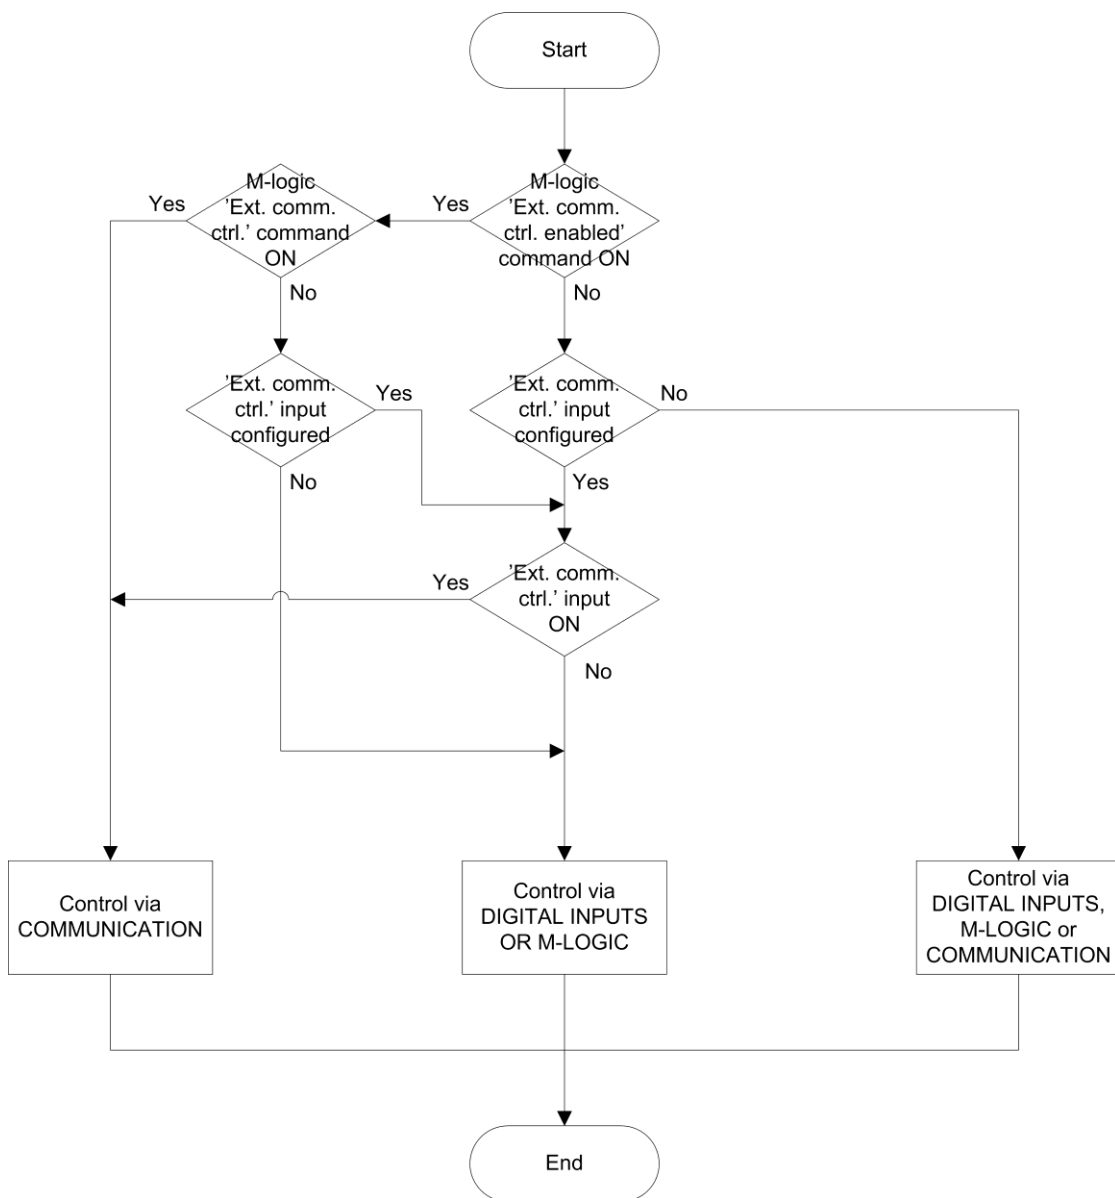 Start
M-logic
'Ext. comm.
ctrl.' command
ON
Yes
No
M-logic
'Ext. comm.
ctrl. enabled'
command ON
Yes
No
'Ext. comm.
ctrl.' input
configured
Yes
No
'Ext. comm.
ctrl.' input
configured
No
Yes
'Ext. comm.
ctrl.' input
ON
Yes
No
Control via
COMMUNICATION
Control via
DIGITAL INPUTS
OR M-LOGIC
Control via
DIGITAL INPUTS,
M-LOGIC or
COMMUNICATION
End